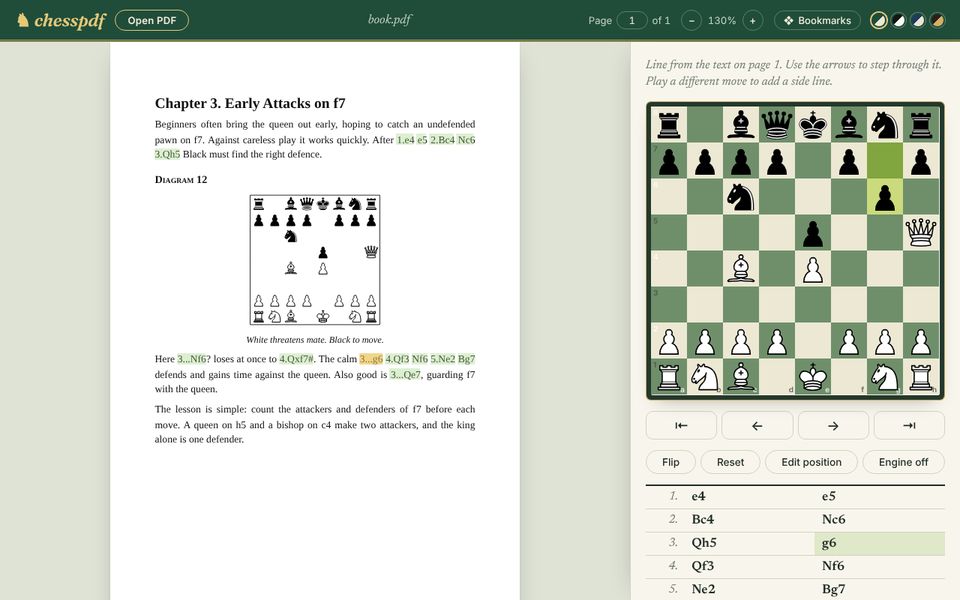 chesspdf
Open PDF
book.pdf
Page 1 of 1
− 130% +
❖ Bookmarks
Chapter 3. Early Attacks on f7
Beginners often bring the queen out early, hoping to catch an undefended
pawn on f7. Against careless play it works quickly. After 1.e4 e5 2.Bc4 Nc6
3.Qh5 Black must find the right defence.
Diagram 12
White threatens mate. Black to move.
Here 3...Nf6? loses at once to 4.Qxf7#. The calm 3...g6 4.Qf3 Nf6 5.Ne2 Bg7
defends and gains time against the queen. Also good is 3...Qe7, guarding f7
with the queen.
The lesson is simple: count the attackers and defenders of f7 before each
move. A queen on h5 and a bishop on c4 make two attackers, and the king
alone is one defender.
Line from the text on page 1. Use the arrows to step through it.
Play a different move to add a side line.
Flip
Reset
Edit position
Engine off
1. e4 e5
2. Bc4 Nc6
3. Qh5 g6
4. Qf3 Nf6
5. Ne2 Bg7